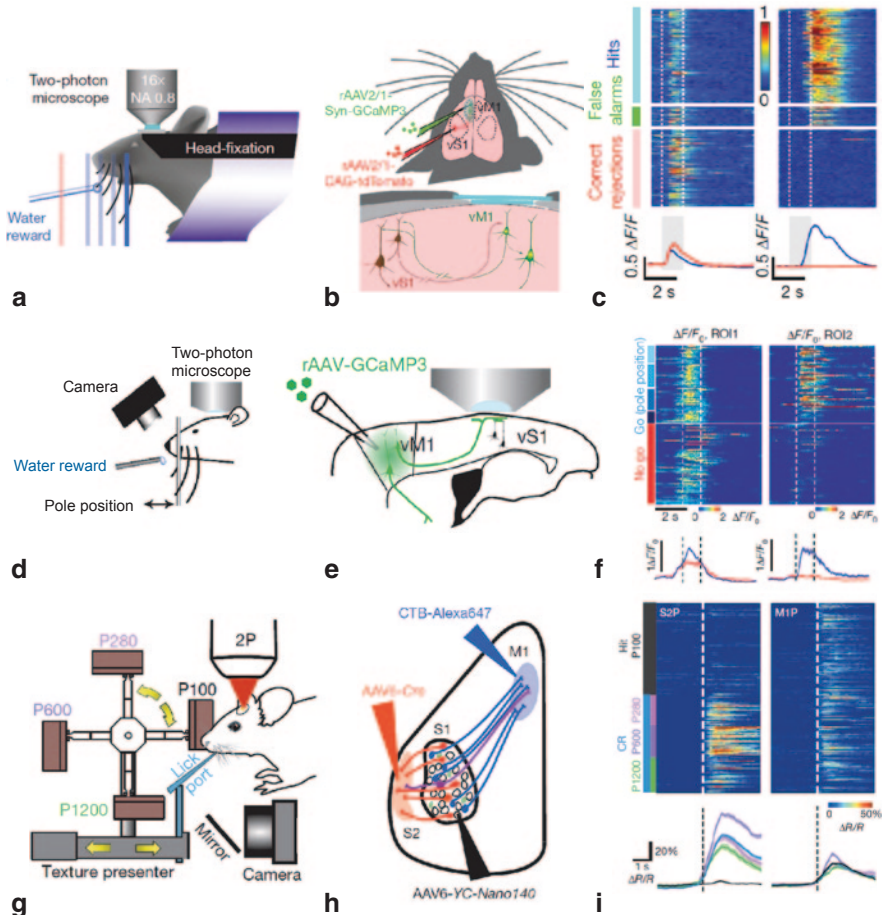 Two-photon
microscope
16×
NA 0.8
Head-fixation
Water
reward
a
rAAV2/1-
Syn-GCaMP3
vM1
vS1
rAAV2/1-
CAG-tdTomato
vM1
vS1
b
Hits
False
alarms
Correct
rejections
1
0
0.5 ΔF/F
2 s
0.5 ΔF/F
2 s
c
Two-photon
microscope
Camera
Water reward
Pole position
d
rAAV-GCaMP3
vM1
vS1
e
ΔF/F0, ROI1
ΔF/F0, ROI2
Go (pole position)
No go
2 s
0 2
ΔF/F0
0 2 ΔF/F0
1ΔF/F0
1ΔF/F0
f
P280
2P
P600
P100
Lick
port
P1200
Mirror
Texture presenter
Camera
g
CTB-Alexa647
M1
AAV6-Cre
S1
S2
AAV6-YC-Nano140
h
S2P
M1P
Hit
P100
CR
P280
P600
P1200
0 50%
ΔR/R
20%
1 s
ΔR/R
i